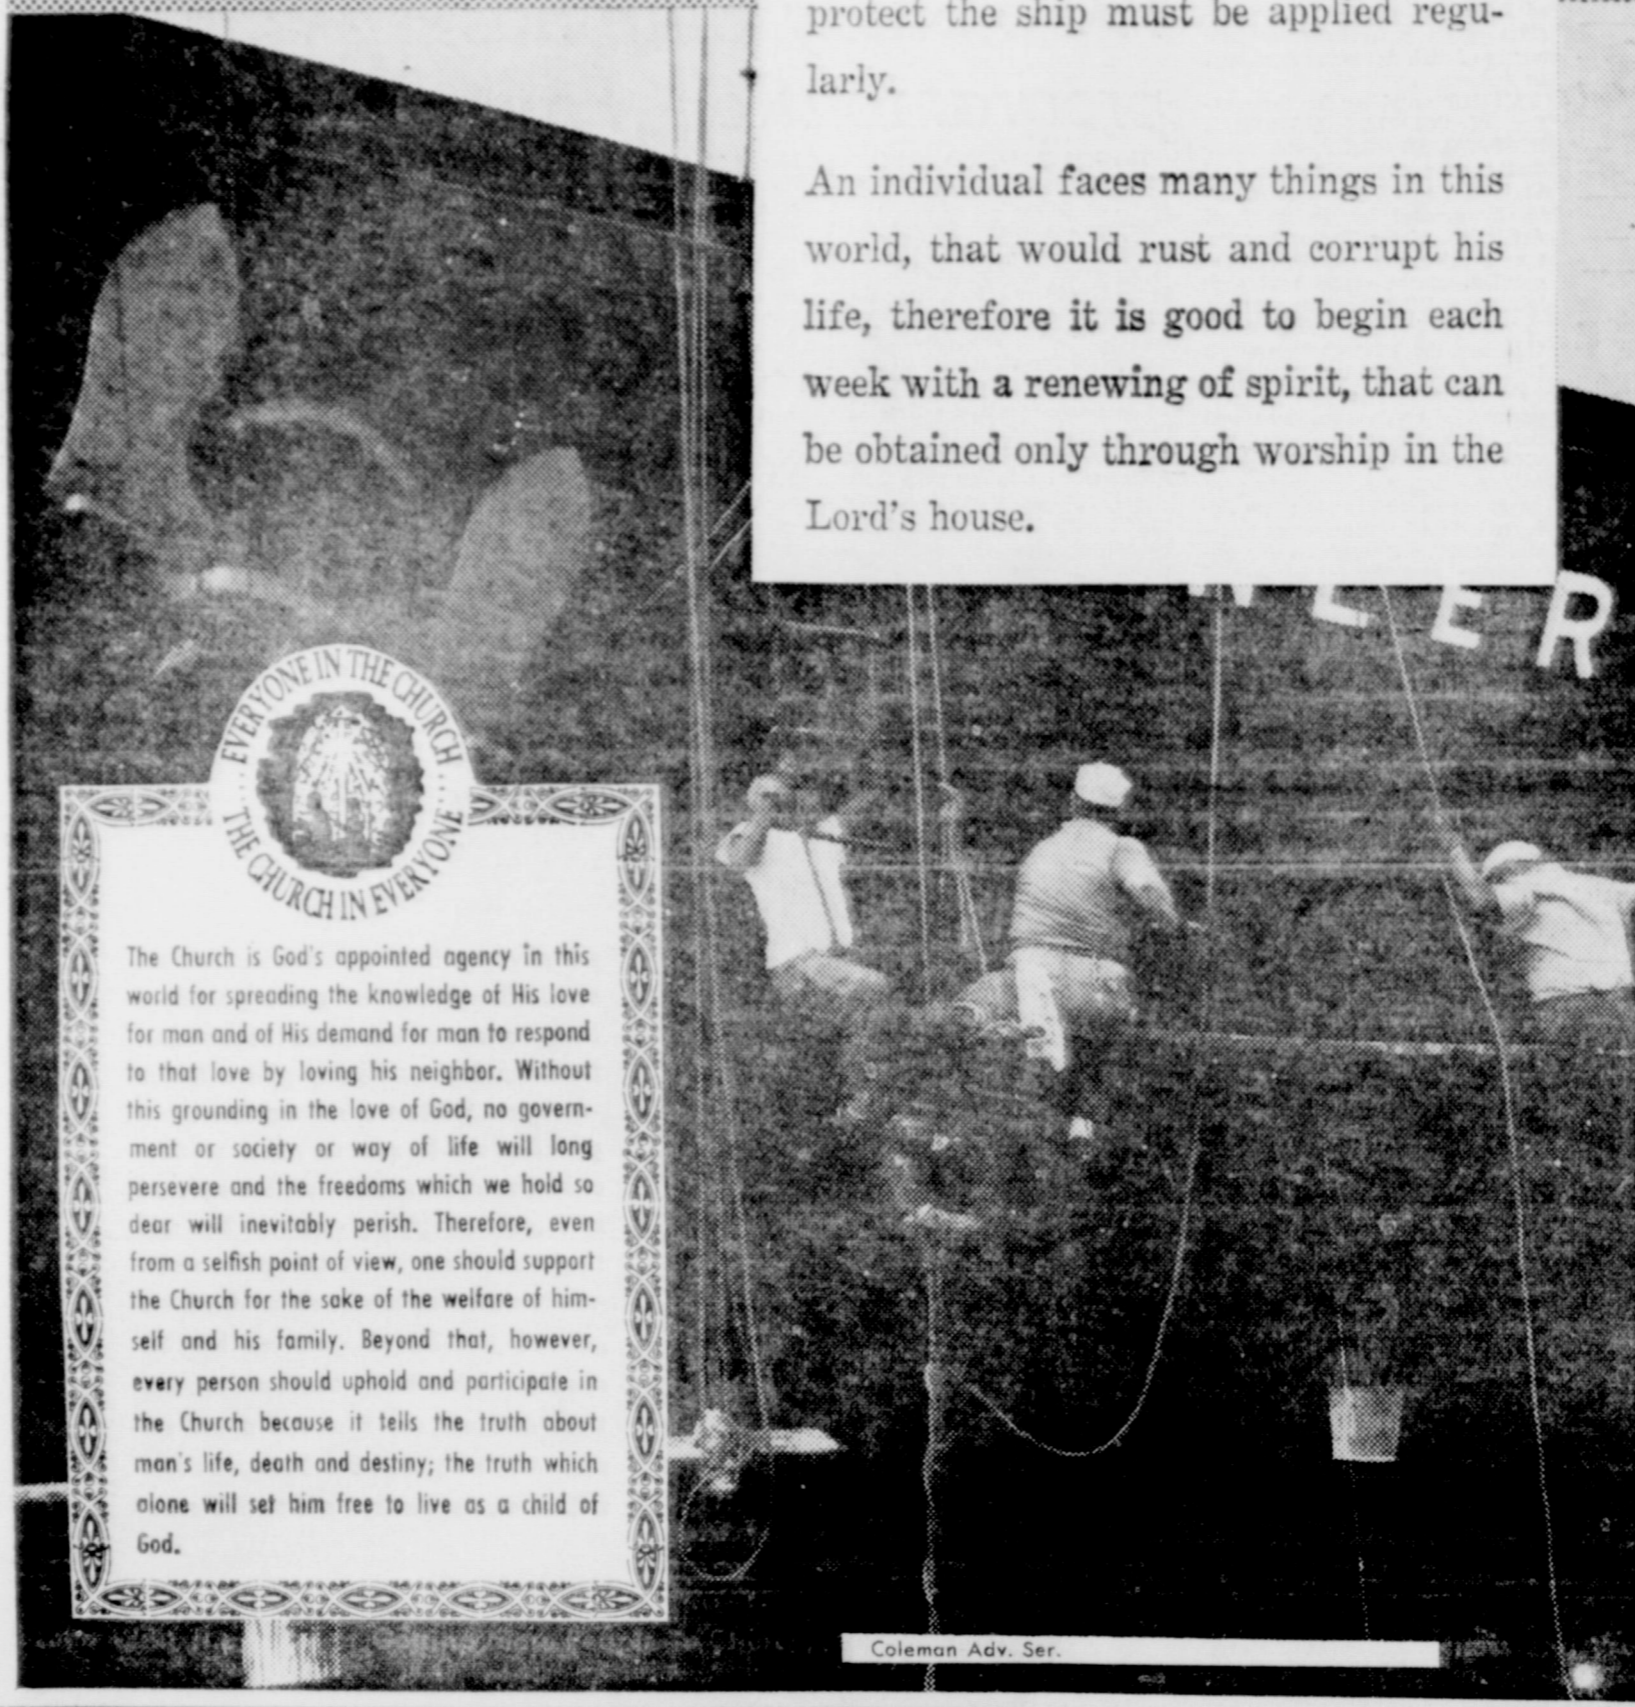 protect the ship must be applied regu-
larly.
An individual faces many things in this
world, that would rust and corrupt his
life, therefore it is good to begin each
week with a renewing of spirit, that can
be obtained only through worship in the
Lord's house.
EER
EVERYONE IN THE CHURCH
THE CHURCH IN EVERYONE
The Church is God's appointed agency in this
world for spreading the knowledge of His love
for man and of His demand for man to respond
to that love by loving his neighbor. Without
this grounding in the love of God, no govern-
ment or society or way of life will long
persevere and the freedoms which we hold so
dear will inevitably perish. Therefore, even
from a selfish point of view, one should support
the Church for the sake of the welfare of him-
self and his family. Beyond that, however,
every person should uphold and participate in
the Church because it tells the truth about
man's life, death and destiny; the truth which
alone will set him free to live as a child of
God.
Coleman Adv. Ser.